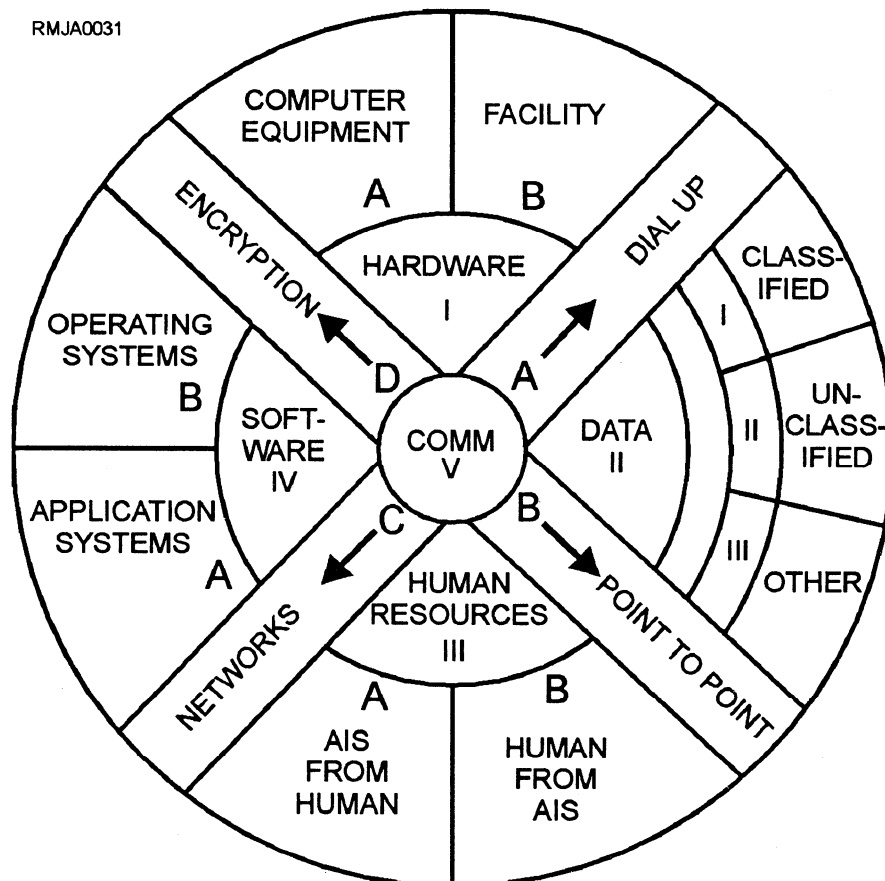 RMJA0031
COMPUTER
EQUIPMENT
A
FACILITY
B
ENCRYPTION
D
HARDWARE
I
DIAL UP
A
CLASS-
IFIED
I
UN-
CLASS-
IFIED
II
OTHER
III
DATA
II
OPERATING
SYSTEMS
B
SOFT-
WARE
IV
APPLICATION
SYSTEMS
A
COMM
V
C
NETWORKS
B
POINT TO POINT
HUMAN
RESOURCES
III
A
AIS
FROM
HUMAN
B
HUMAN
FROM
AIS